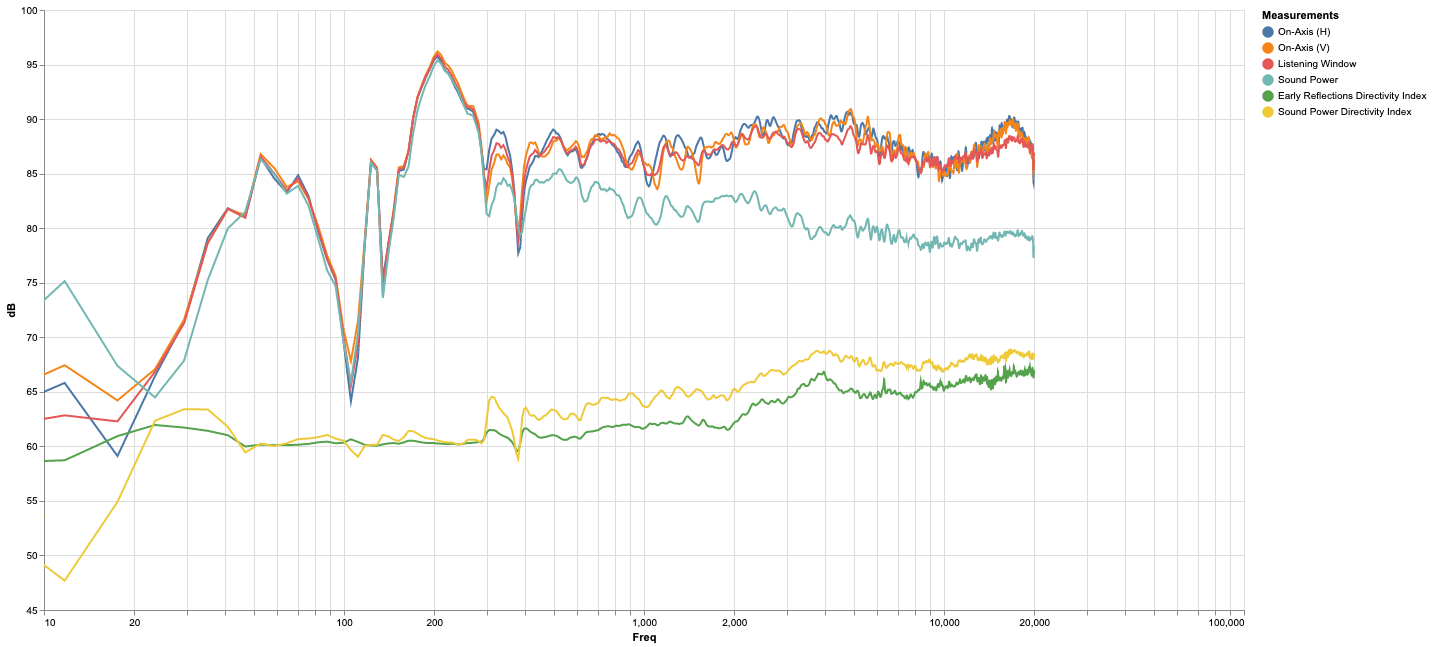 100
95
90
85
80
75
70
65
60
55
50
45
dB
10
20
100
200
1,000
2,000
10,000
20,000
100,000
Freq
Measurements
On-Axis (H)
On-Axis (V)
Listening Window
Sound Power
Early Reflections Directivity Index
Sound Power Directivity Index